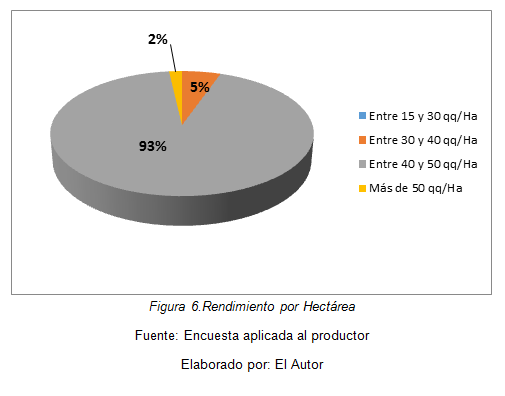 2%
5%
93%
Entre 15 y 30 qq/Ha
Entre 30 y 40 qq/Ha
Entre 40 y 50 qq/Ha
Más de 50 qq/Ha
Figura 6.Rendimiento por Hectárea
Fuente: Encuesta aplicada al productor
Elaborado por: El Autor